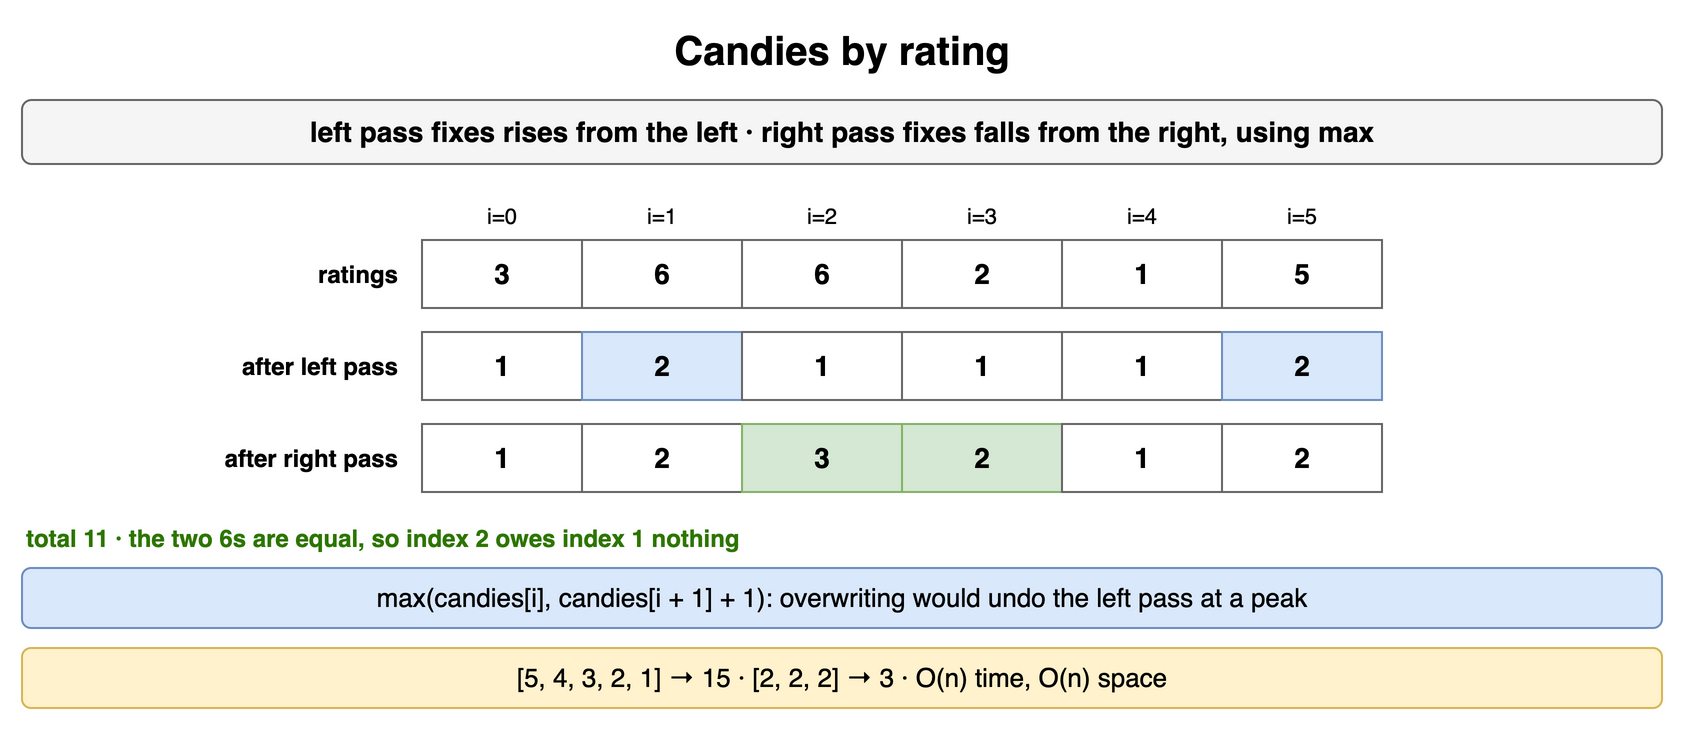 Candies by rating
left pass fixes rises from the left · right pass fixes falls from the right, using max
i=0 i=1 i=2 i=3 i=4 i=5
ratings 3 6 6 2 1 5
after left pass 1 2 1 1 1 2
after right pass 1 2 3 2 1 2
total 11 · the two 6s are equal, so index 2 owes index 1 nothing
max(candies[i], candies[i + 1] + 1): overwriting would undo the left pass at a peak
[5, 4, 3, 2, 1] → 15 · [2, 2, 2] → 3 · O(n) time, O(n) space